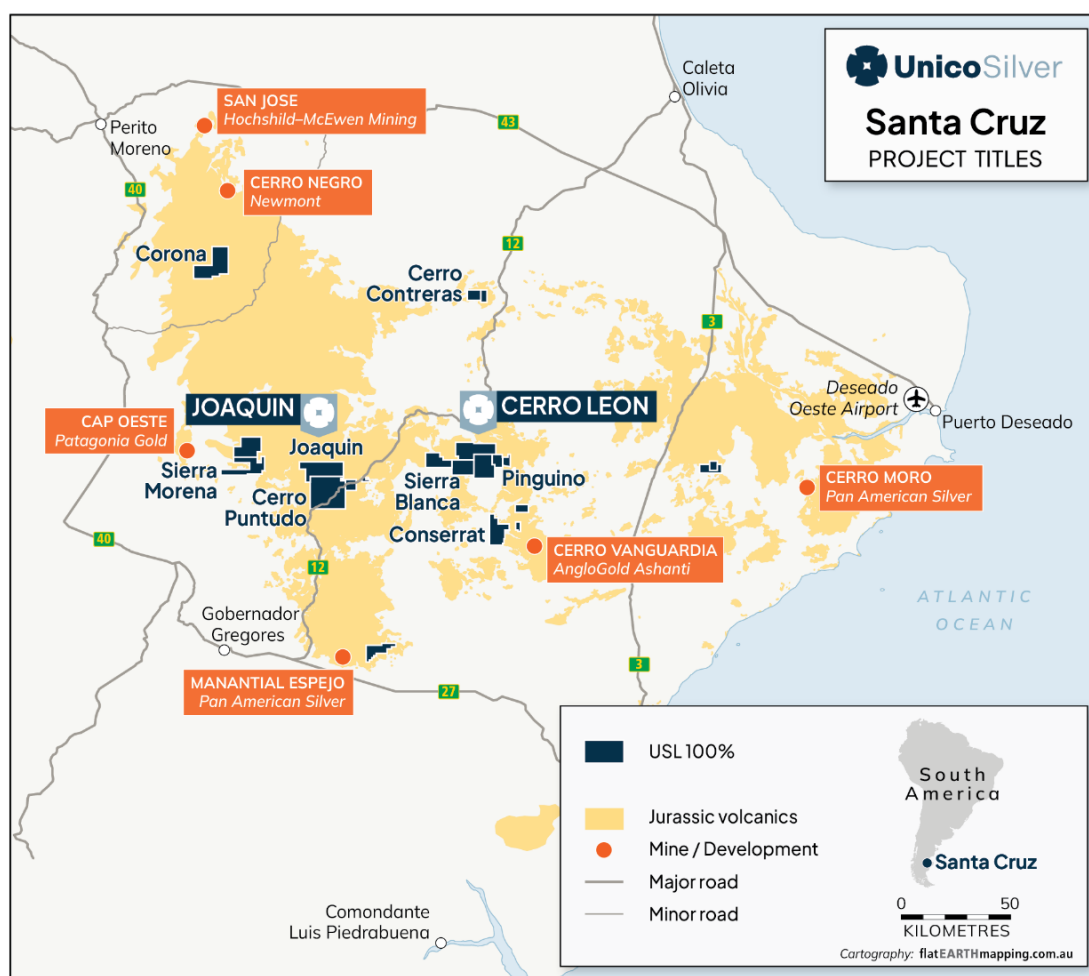 UnicoSilver
Santa Cruz
PROJECT TITLES
Caleta
Olivia
SAN JOSE
Hochshild–McEwen Mining
Perito
Moreno
43
40
CERRO NEGRO
Newmont
12
Corona
Cerro
Contreras
3
Deseado
Oeste Airport
Puerto Deseado
JOAQUIN
CERRO LEON
CAP OESTE
Patagonia Gold
Joaquin
Sierra
Morena
Cerro
Puntudo
Sierra
Blanca
Pinguino
CERRO MORO
Pan American Silver
Conserrat
40
CERRO VANGUARDIA
AngloGold Ashanti
12
ATLANTIC
OCEAN
Gobernador
Gregores
3
MANANTIAL ESPEJO
Pan American Silver
27
USL 100%
Jurassic volcanics
Mine / Development
Major road
Minor road
South
America
Santa Cruz
0 50
KILOMETRES
Cartography: flatEARTHmapping.com.au
Comondante
Luis Piedrabuena